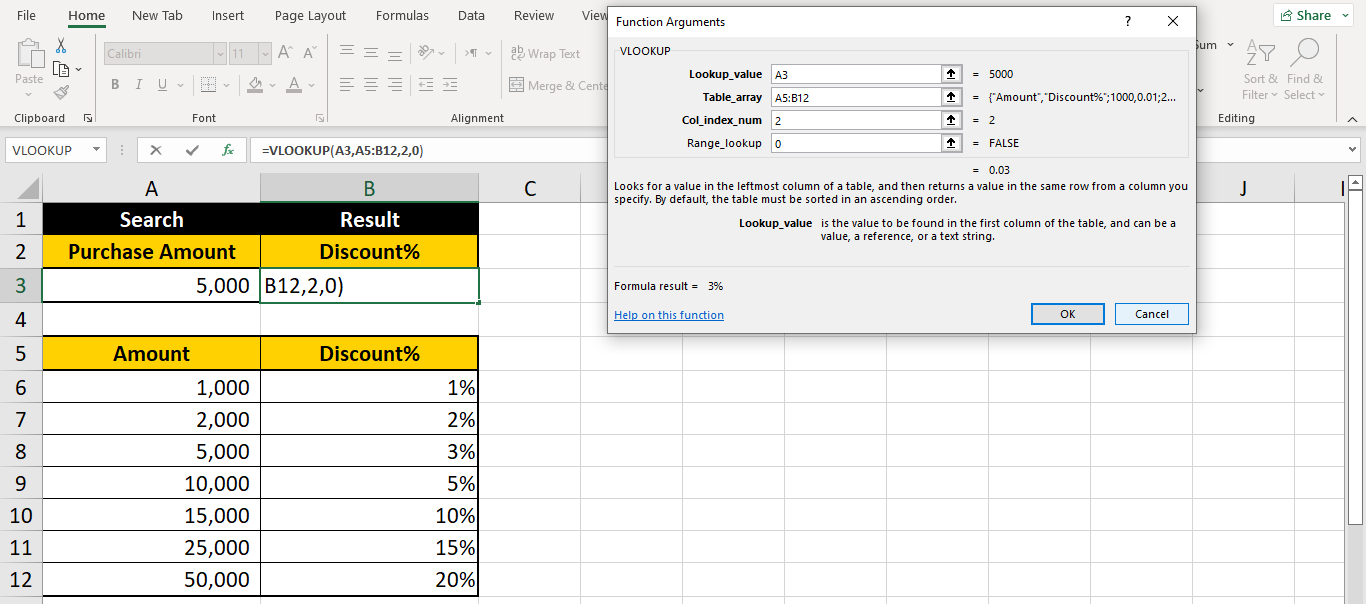 File Home New Tab Insert Page Layout Formulas Data Review View
Share
Paste
Calibri 11
B I U
Wrap Text
Merge & Cente
Sum
Sort & Filter
Find & Select
Clipboard Font Alignment Editing
VLOOKUP =VLOOKUP(A3,A5:B12,2,0)
A B C J
1 Search Result
2 Purchase Amount Discount%
3 5,000 B12,2,0)
4
5 Amount Discount%
6 1,000 1%
7 2,000 2%
8 5,000 3%
9 10,000 5%
10 15,000 10%
11 25,000 15%
12 50,000 20%
Function Arguments ?
VLOOKUP
Lookup_value A3 = 5000
Table_array A5:B12 = {"Amount","Discount%";1000,0.01;2...
Col_index_num 2 = 2
Range_lookup 0 = FALSE
= 0.03
Looks for a value in the leftmost column of a table, and then returns a value in the same row from a column you
specify. By default, the table must be sorted in an ascending order.
Lookup_value is the value to be found in the first column of the table, and can be a
value, a reference, or a text string.
Formula result = 3%
Help on this function
OK Cancel